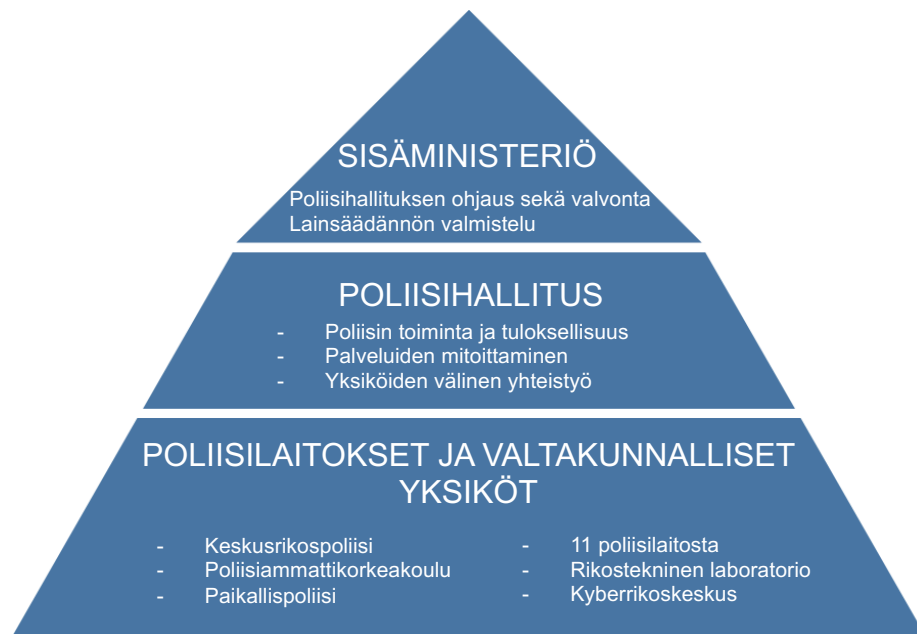 SISÄMINISTERIÖ
Poliisihallituksen ohjaus sekä valvonta
Lainsäädännön valmistelu
POLIISIHALLITUS
- Poliisin toiminta ja tuloksellisuus
- Palveluiden mitoittaminen
- Yksiköiden välinen yhteistyö
POLIISILAITOKSET JA VALTAKUNNALLISET
YKSIKÖT
- Keskusrikospoliisi
- Poliisiammattikorkeakoulu
- Paikallispoliisi
- 11 poliisilaitosta
- Rikostekninen laboratorio
- Kyberrikoskeskus